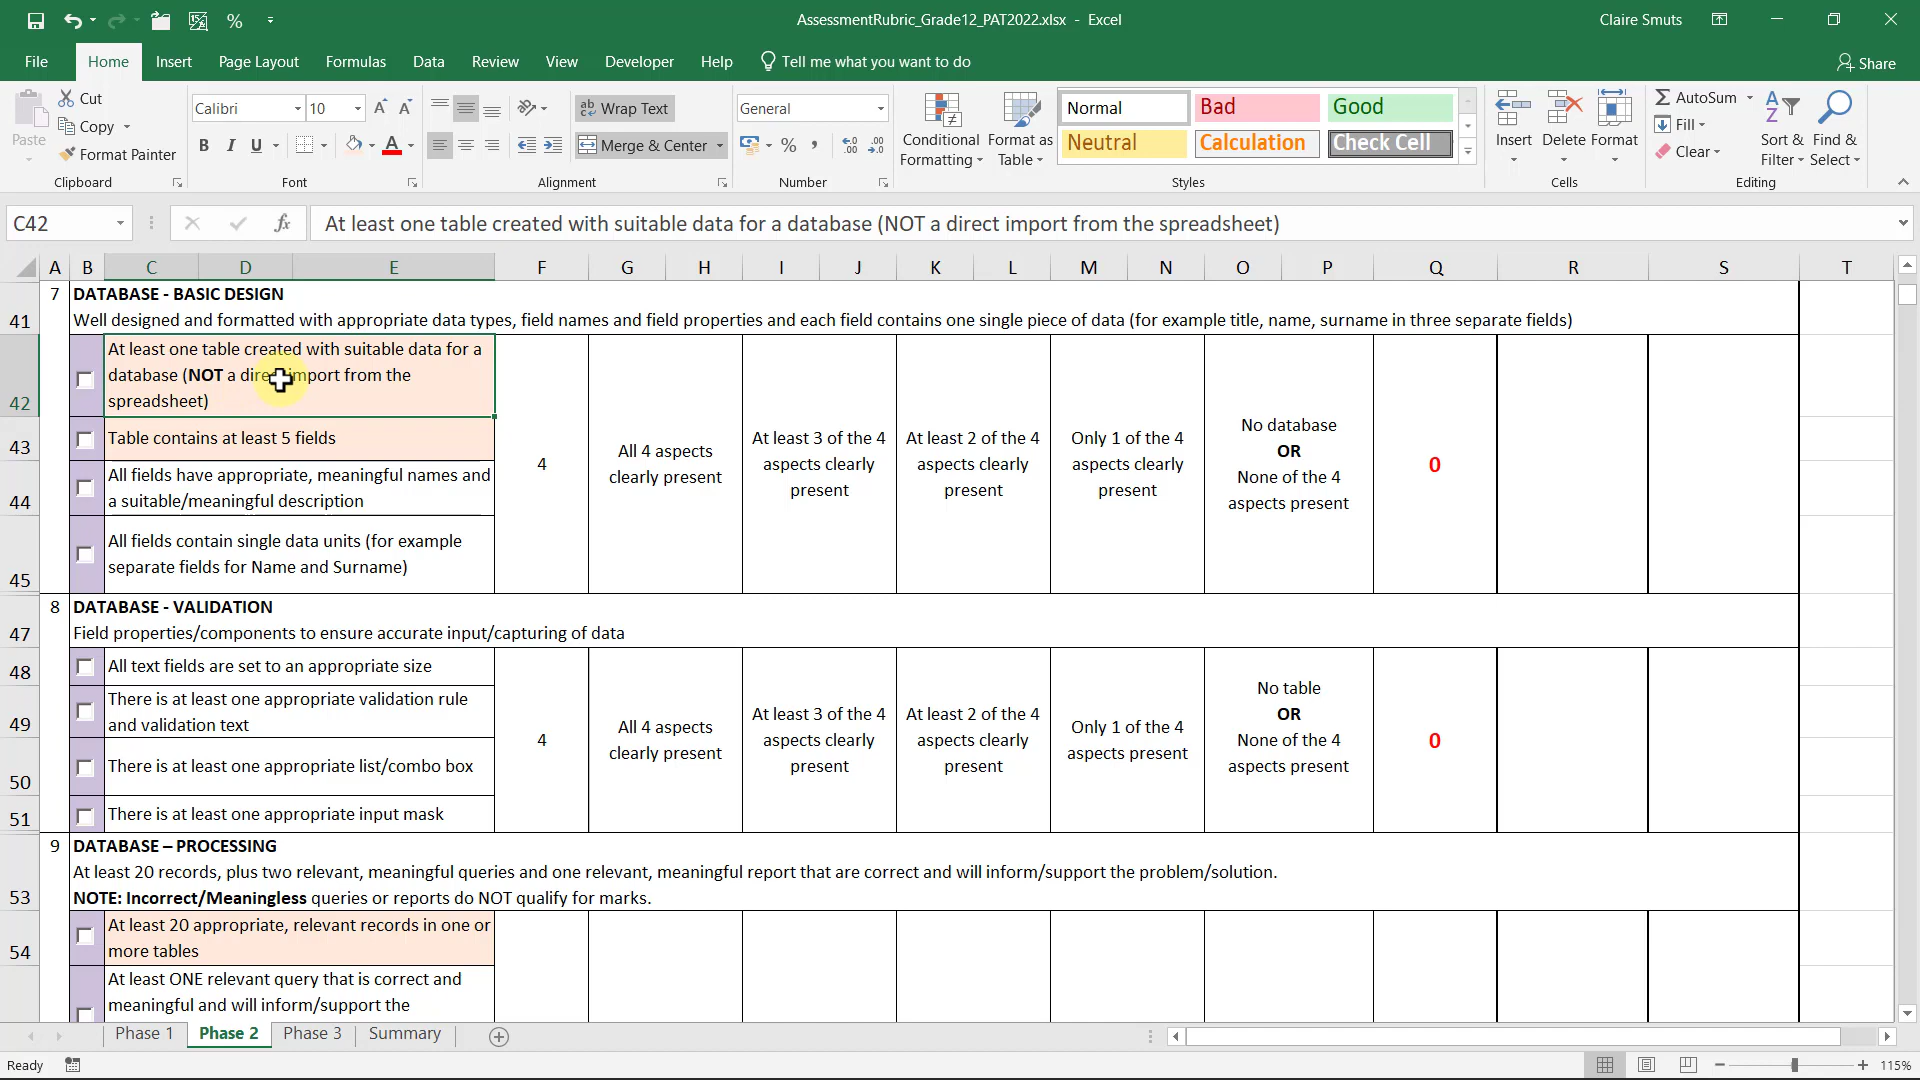 AssessmentRubric_Grade12_PAT2022.xlsx - Excel
Claire Smuts
File Home Insert Page Layout Formulas Data Review View Developer Help Tell me what you want to do Share
Paste Cut
Copy
Format Painter
Clipboard
Calibri 10 A A
B I U A
Font
ab Wrap Text
Merge & Center
Alignment
General
% ,
Number
Conditional Formatting
Format as Table
Normal Bad Good
Neutral Calculation Check Cell
Styles
Insert Delete Format
Cells
AutoSum
Fill
Clear
Sort & Filter
Find & Select
Editing
C42 fx At least one table created with suitable data for a database (NOT a direct import from the spreadsheet)
A B C D E F G H I J K L M N O P Q R S T
7 DATABASE - BASIC DESIGN
41 Well designed and formatted with appropriate data types, field names and field properties and each field contains one single piece of data (for example title, name, surname in three separate fields)
At least one table created with suitable data for a
database (NOT a direct import from the
spreadsheet)
42
43 Table contains at least 5 fields
All fields have appropriate, meaningful names and
44 a suitable/meaningful description
All fields contain single data units (for example
separate fields for Name and Surname)
45
4
All 4 aspects
clearly present
At least 3 of the 4
aspects clearly
present
At least 2 of the 4
aspects clearly
present
Only 1 of the 4
aspects clearly
present
No database
OR
None of the 4
aspects present
0
8 DATABASE - VALIDATION
47 Field properties/components to ensure accurate input/capturing of data
48 All text fields are set to an appropriate size
There is at least one appropriate validation rule
49 and validation text
50 There is at least one appropriate list/combo box
51 There is at least one appropriate input mask
4
All 4 aspects
clearly present
At least 3 of the 4
aspects clearly
present
At least 2 of the 4
aspects clearly
present
Only 1 of the 4
aspects present
No table
OR
None of the 4
aspects present
0
9 DATABASE – PROCESSING
At least 20 records, plus two relevant, meaningful queries and one relevant, meaningful report that are correct and will inform/support the problem/solution.
53 NOTE: Incorrect/Meaningless queries or reports do NOT qualify for marks.
At least 20 appropriate, relevant records in one or
54 more tables
At least ONE relevant query that is correct and
meaningful and will inform/support the
Phase 1 Phase 2 Phase 3 Summary
Ready
115%